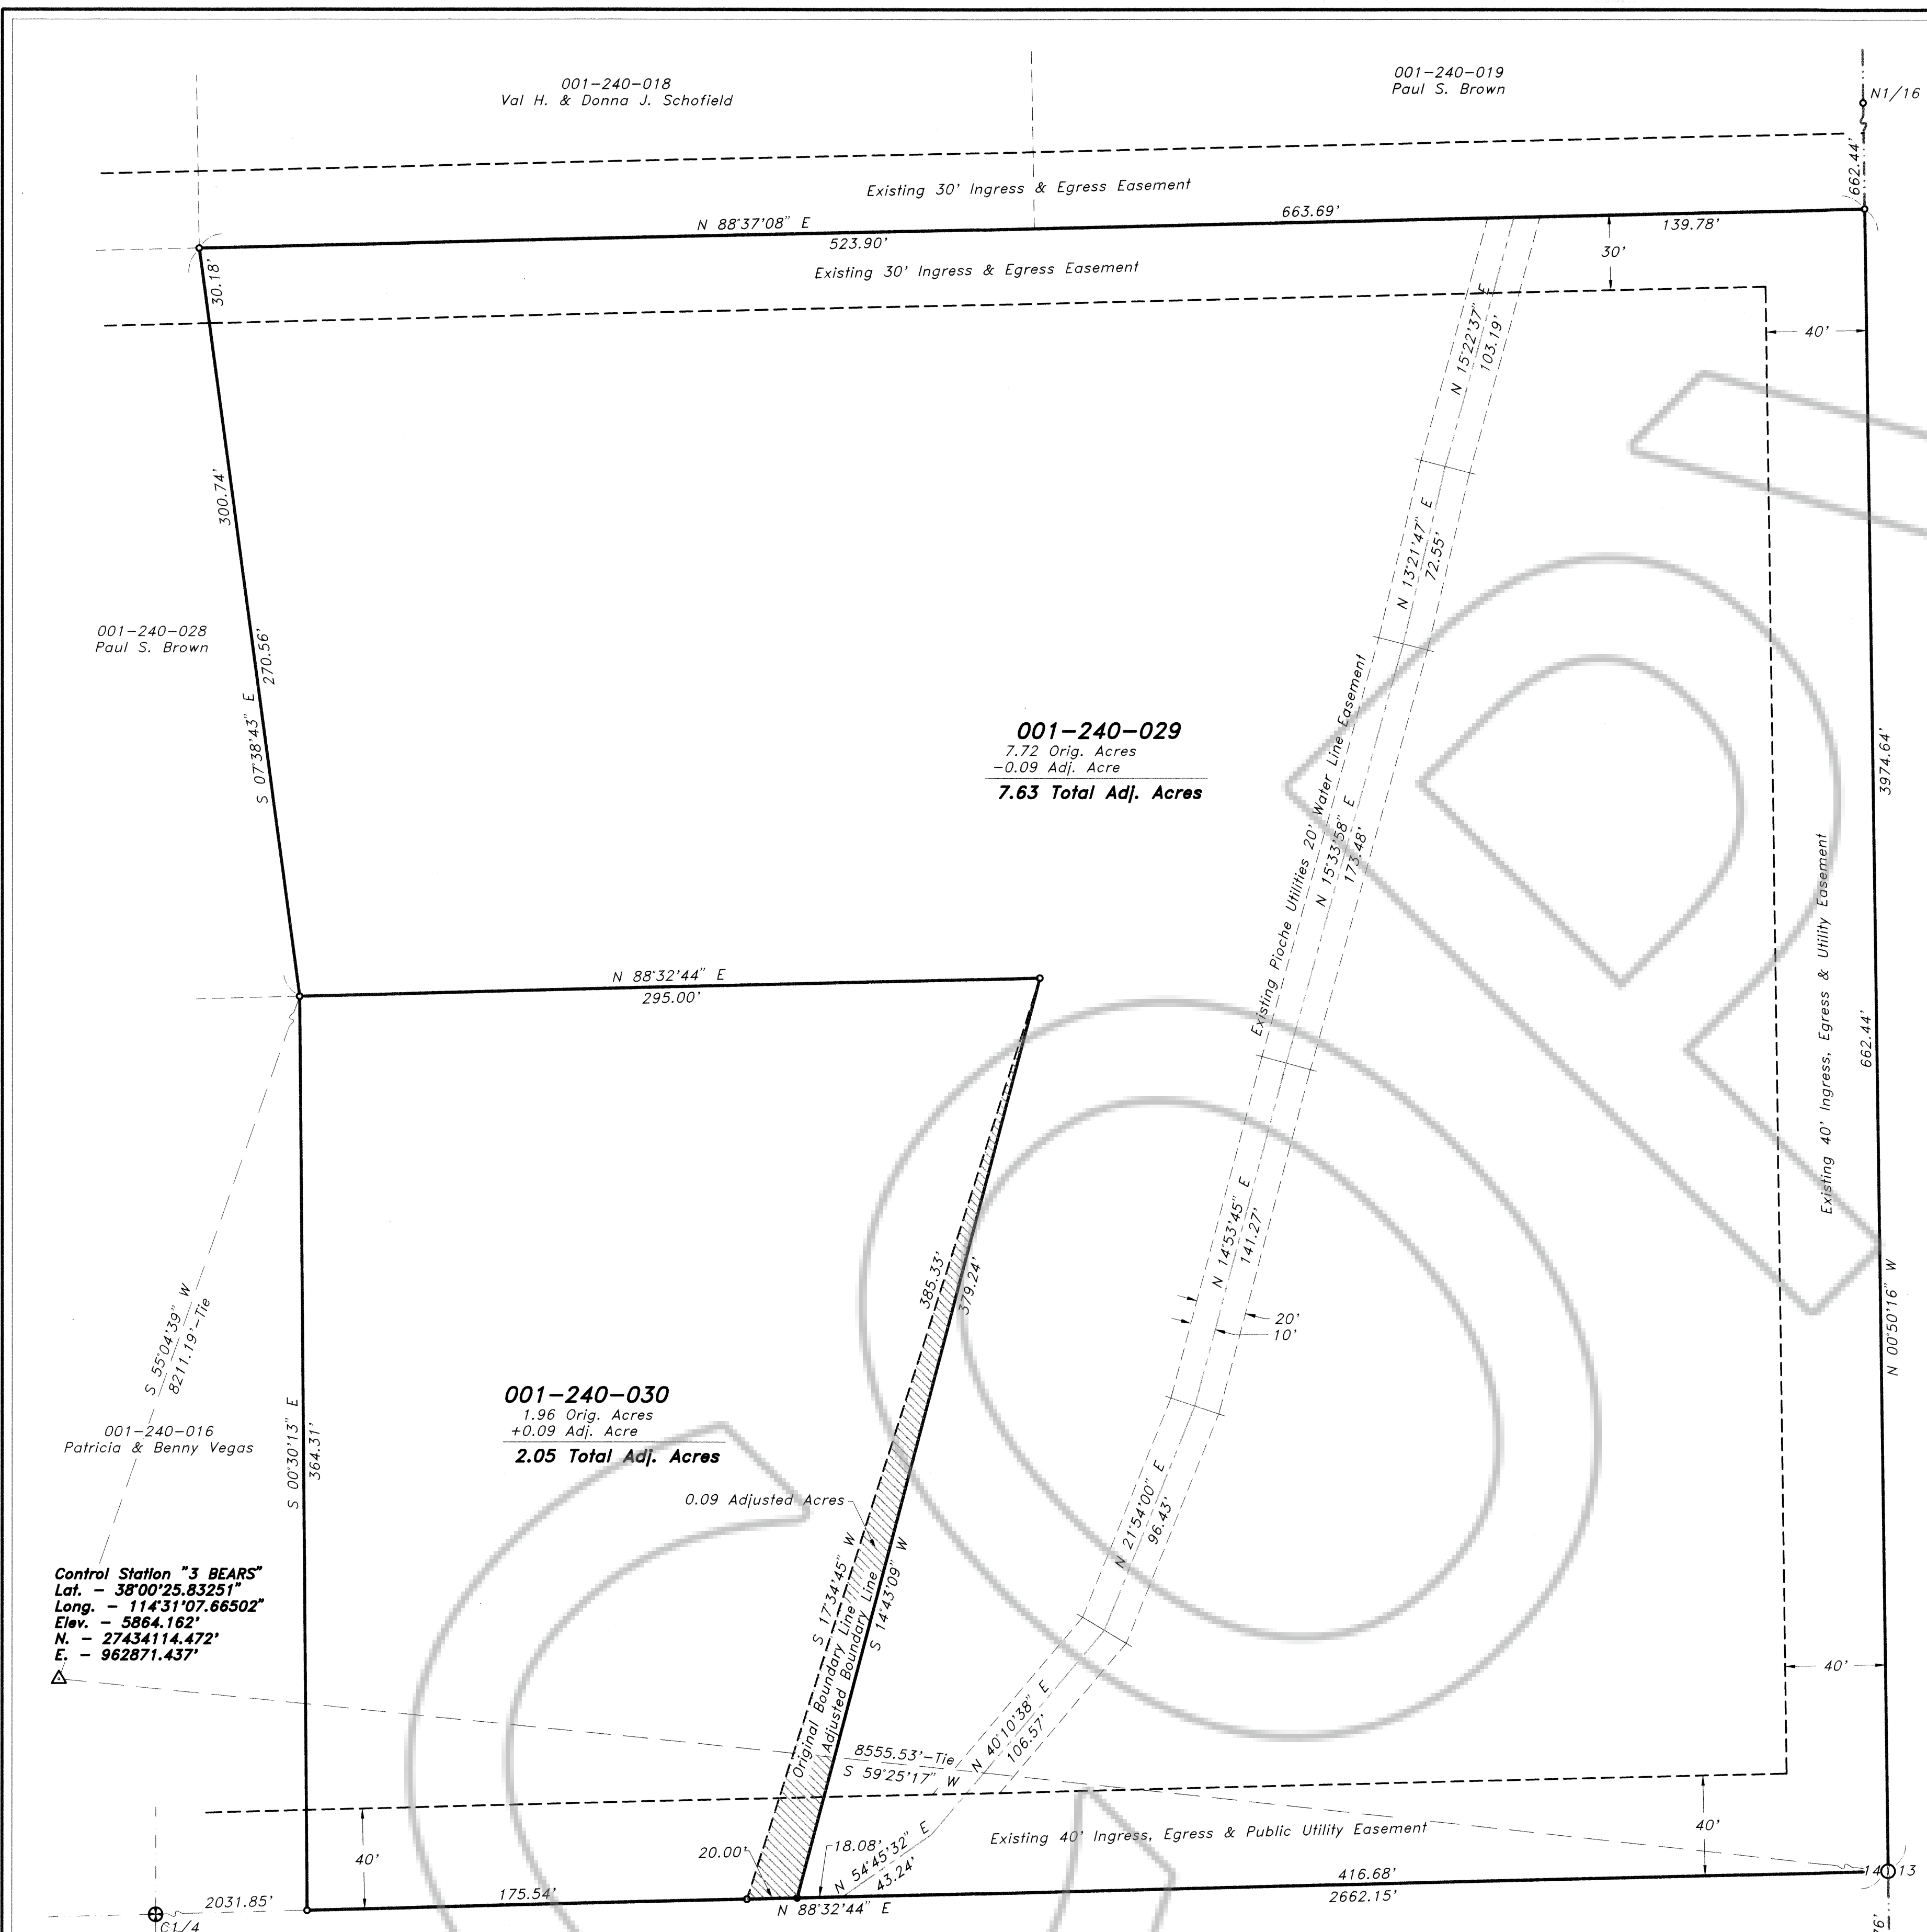 001-240-018
Val H. & Donna J. Schofield
001-240-019
Paul S. Brown
N1/16
662.44'
Existing 30' Ingress & Egress Easement
N 88°37'08" E
663.69'
523.90'
139.78'
Existing 30' Ingress & Egress Easement
30'
30.18'
40'
N 15°22'37" E
103.19'
300.74'
N 13°21'47" E
72.55'
001-240-028
Paul S. Brown
270.56'
S 07°38'43" E
001-240-029
7.72 Orig. Acres
-0.09 Adj. Acre
7.63 Total Adj. Acres
Existing Pioche Utilities 20' Water Line Easement
N 15°33'58" E
173.48'
3974.64'
Existing 40' Ingress, Egress & Utility Easement
662.44'
N 88°32'44" E
295.00'
N 14°53'45" E
141.27'
20'
10'
385.33'
379.24'
N 00°50'16" W
S 55°04'39" W
8211.19'-Tie
001-240-016
Patricia & Benny Vegas
S 00°30'13" E
364.31'
001-240-030
1.96 Orig. Acres
+0.09 Adj. Acre
2.05 Total Adj. Acres
0.09 Adjusted Acres
N 21°54'00" E
96.43'
S 17°34'45" W
Original Boundary Line
Adjusted Boundary Line
S 14°43'09" W
Control Station "3 BEARS"
Lat. - 38°00'25.83251"
Long. - 114°31'07.66502"
Elev. - 5864.162'
N. - 27434114.472'
E. - 962871.437'
40'
N 40°10'38" E
106.57'
8555.53'-Tie
S 59°25'17" W
Existing 40' Ingress, Egress & Public Utility Easement
40'
40'
20.00'
18.08'
N 54°45'32" E
43.24'
416.68'
14 13
2031.85'
175.54'
2662.15'
N 88°32'44" E
C1/4